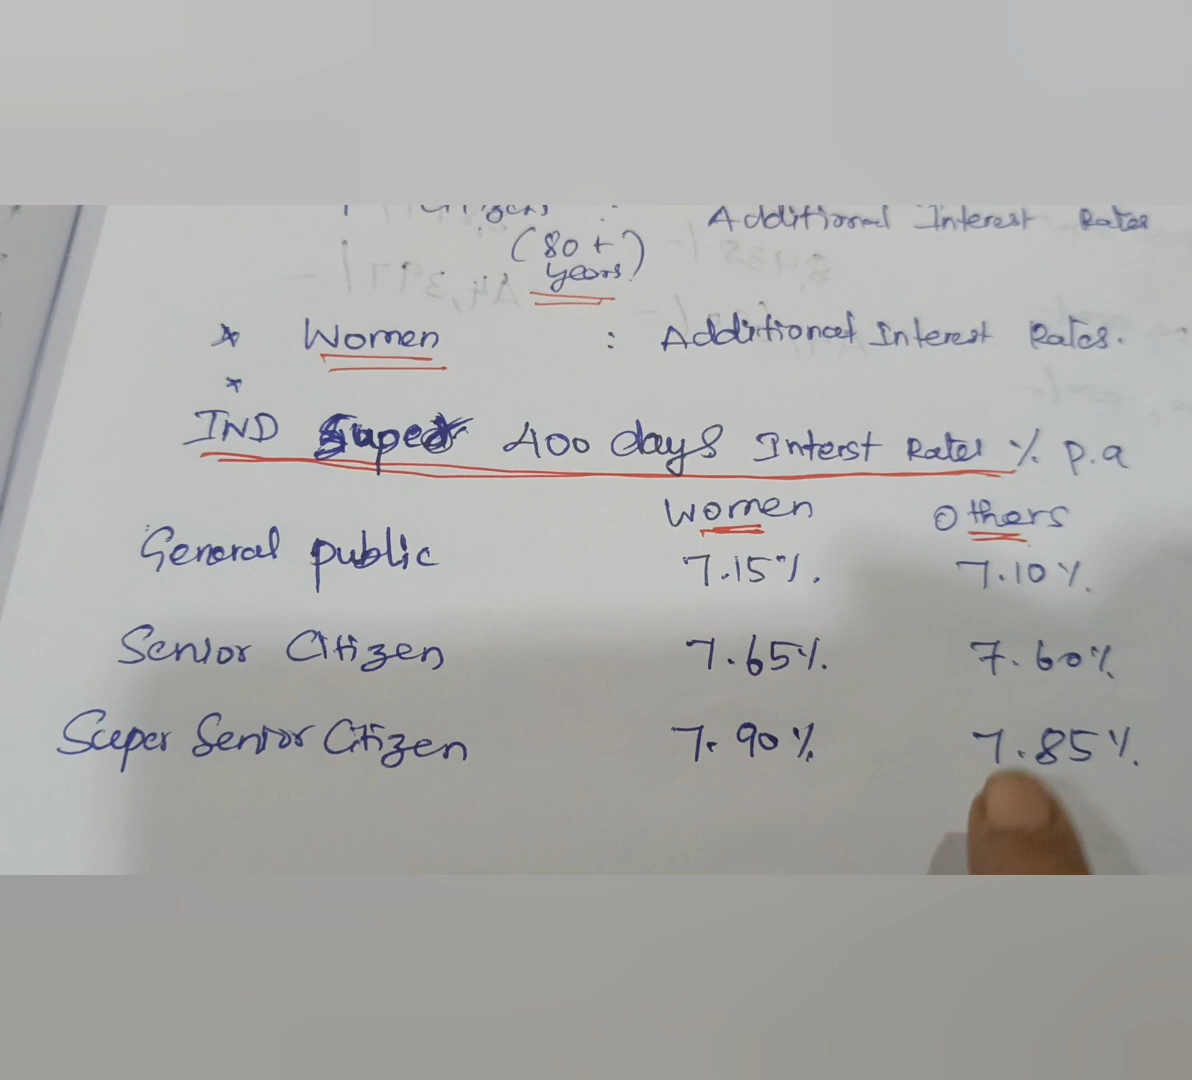 Additional Interest Rates
(80 +
years)
* Women : Additional Interest Rates.
*
IND Super 400 days Interst Rates % p.a
Women Others
General public 7.15%. 7.10%.
Senior Citizen 7.65%. 7.60%
Super Senior Citizen 7.90% 7.85%.